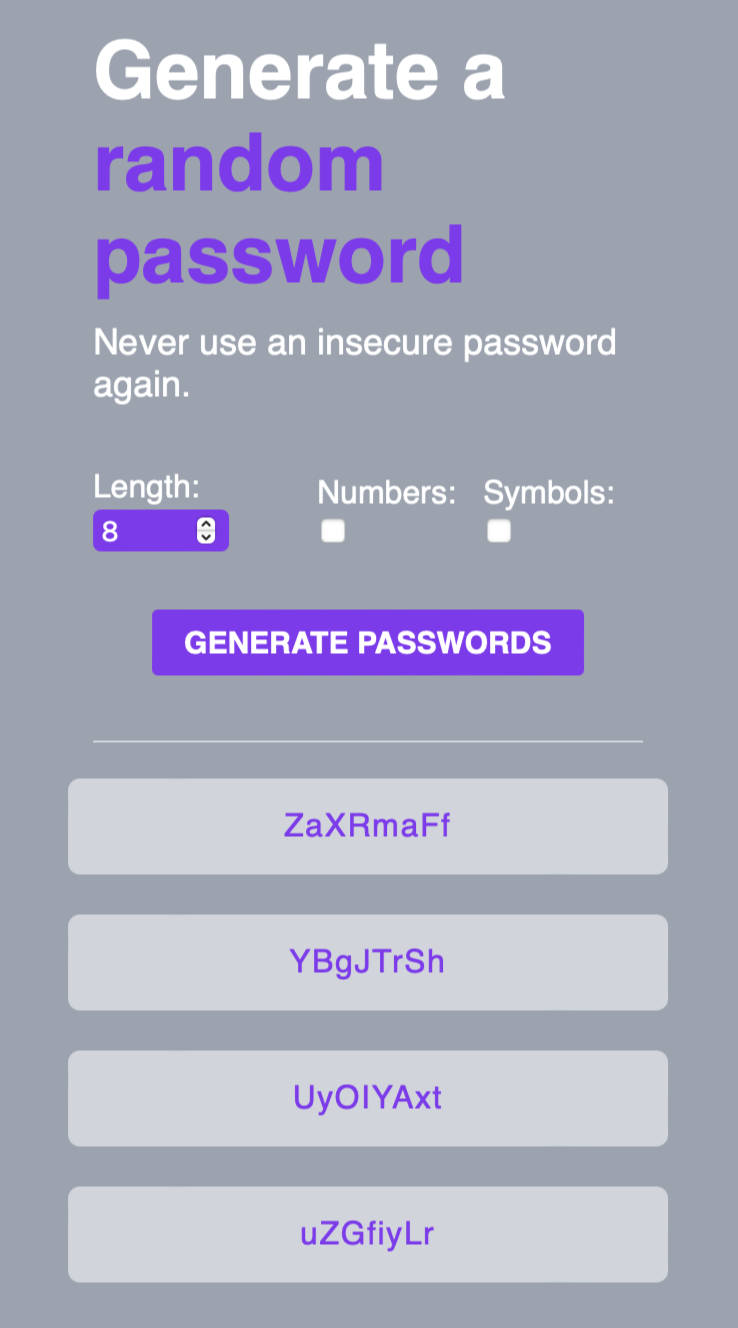 Generate a
random
password
Never use an insecure password
again.
Length:
Numbers: Symbols:
8
GENERATE PASSWORDS
ZaXRmaFf
YBgJTrSh
UyOIYAxt
uZGfiyLr